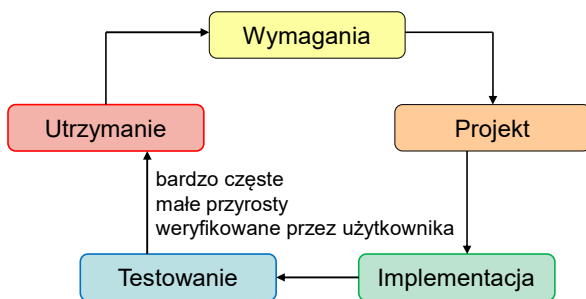 Wymagania
Utrzymanie
Projekt
bardzo częste
małe przyrosty
weryfikowane przez użytkownika
Testowanie
Implementacja